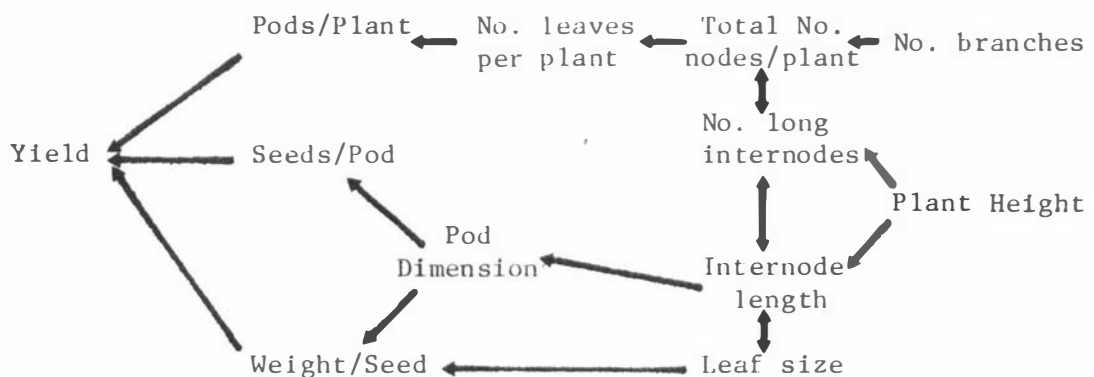 Pods/Plant
No. leaves
per plant
Total No.
nodes/plant
No. branches
No. long
internodes
Yield
Seeds/Pod
Plant Height
Pod
Dimension
Internode
length
Weight/Seed
Leaf size